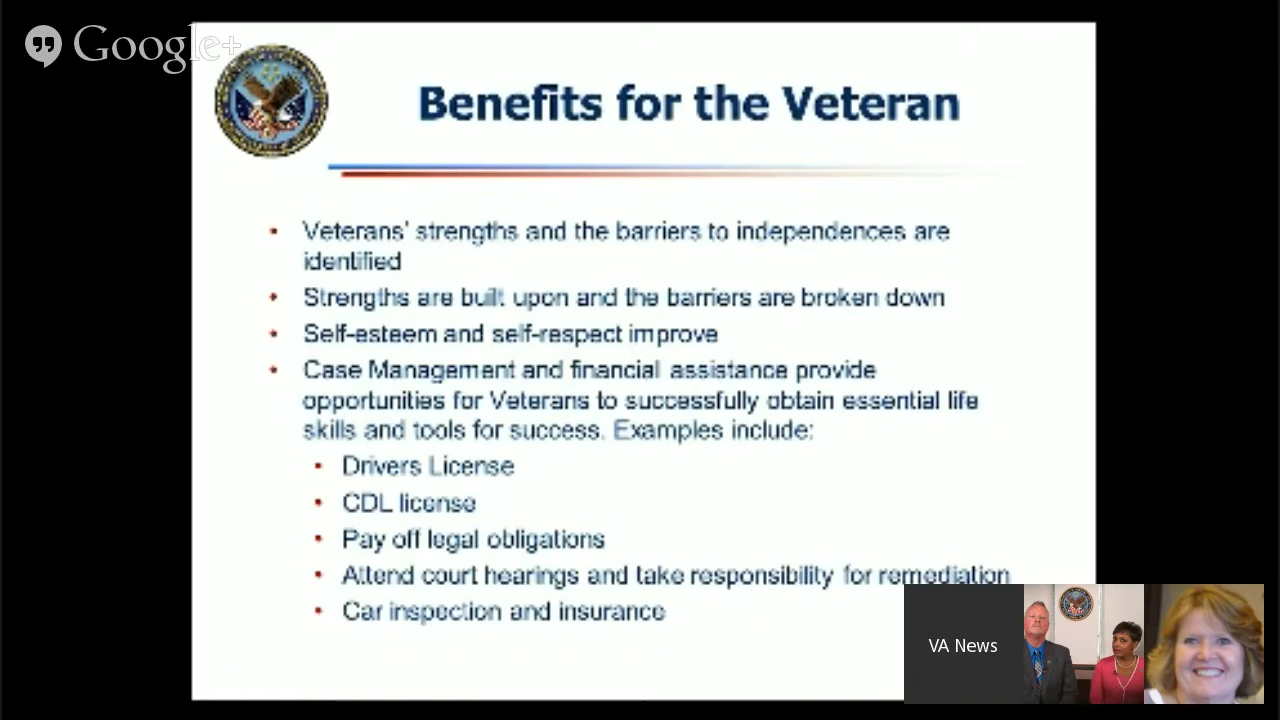 Google+
Benefits for the Veteran
• Veterans' strengths and the barriers to independences are
identified
• Strengths are built upon and the barriers are broken down
• Self-esteem and self-respect improve
• Case Management and financial assistance provide
opportunities for Veterans to successfully obtain essential life
skills and tools for success. Examples include:
• Drivers License
• CDL license
• Pay off legal obligations
• Attend court hearings and take responsibility for remediation
• Car inspection and insurance
VA News